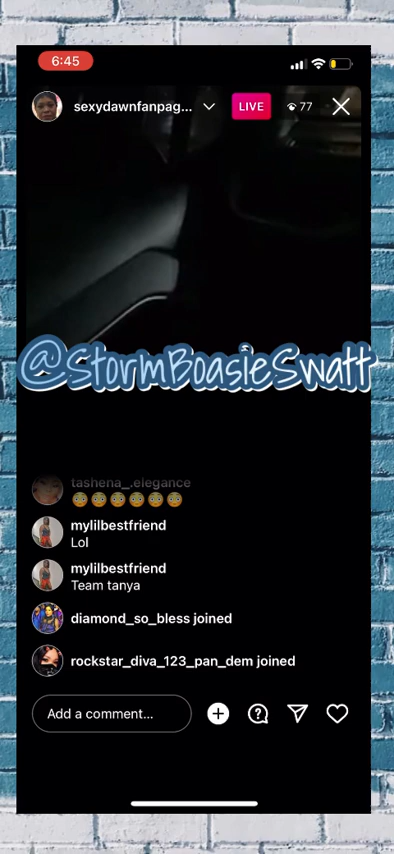 6:45
sexydawnfanpag...
LIVE
77
@StormBoasieSwatt
tashena_.elegance
😳😳😳😳😳😳
mylilbestfriend
Lol
mylilbestfriend
Team tanya
diamond_so_bless joined
rockstar_diva_123_pan_dem joined
Add a comment...